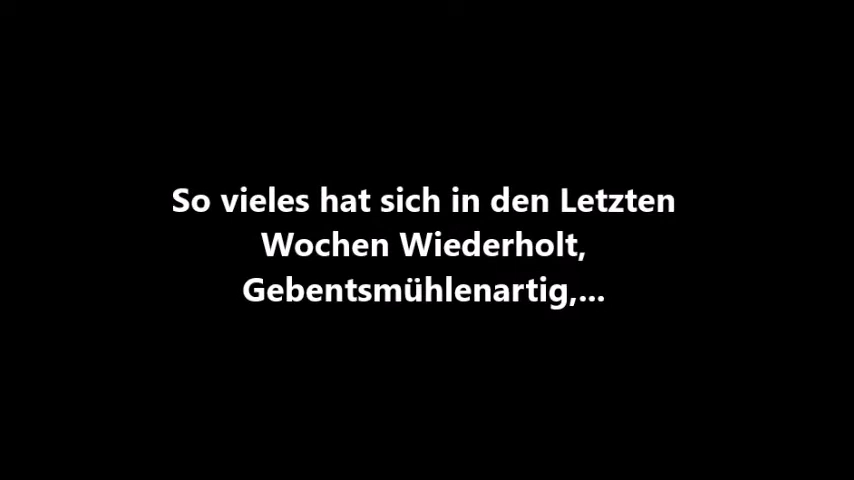 So vieles hat sich in den Letzten
Wochen Wiederholt,
Gebentsmühlenartig,...